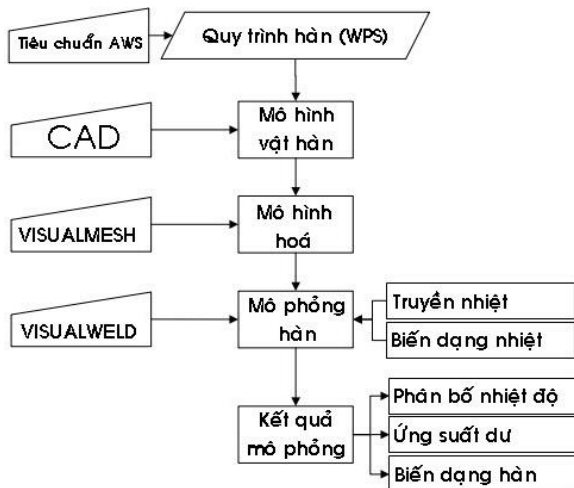 Tiêu chuẩn AWS
Quy trình hàn (WPS)
CAD
Mô hình
vật hàn
VISUALMESH
Mô hình
hoá
VISUALWELD
Mô phỏng
hàn
Truyền nhiệt
Biến dạng nhiệt
Kết quả
mô phỏng
Phân bố nhiệt độ
Ứng suất dư
Biến dạng hàn